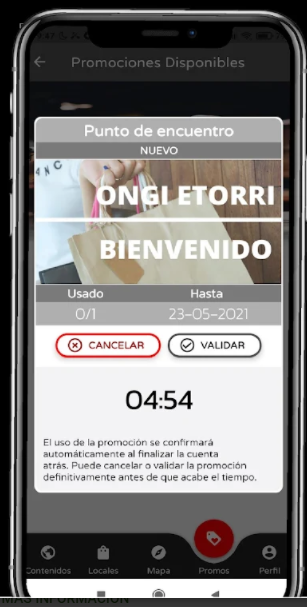 Promociones Disponibles
Punto de encuentro
NUEVO
ONGI ETORRI
BIENVENIDO
Usado
Hasta
0/1
23-05-2021
CANCELAR
VALIDAR
04:54
El uso de la promoción se confirmará
automáticamente al finalizar la cuenta
atrás. Puede cancelar o validar la promoción
definitivamente antes de que acabe el tiempo.
Contenidos
Locales
Mapa
Promos
Perfil
MÁS INFORMACIÓN